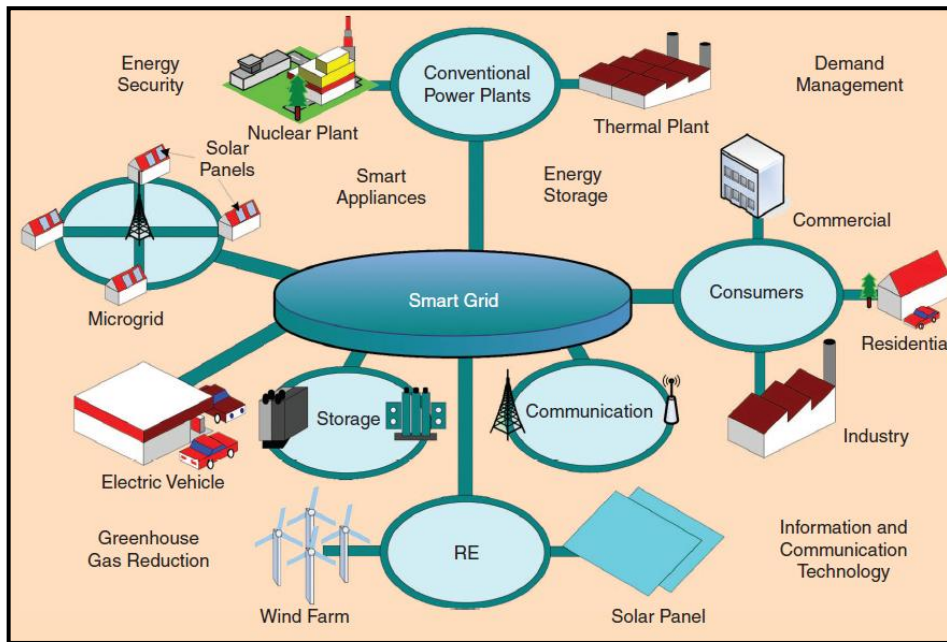 Energy
Security
Conventional
Power Plants
Demand
Management
Nuclear Plant
Thermal Plant
Solar
Panels
Smart
Appliances
Energy
Storage
Commercial
Microgrid
Smart Grid
Consumers
Residential
Storage
Communication
Industry
Electric Vehicle
Greenhouse
Gas Reduction
RE
Information and
Communication
Technology
Wind Farm
Solar Panel